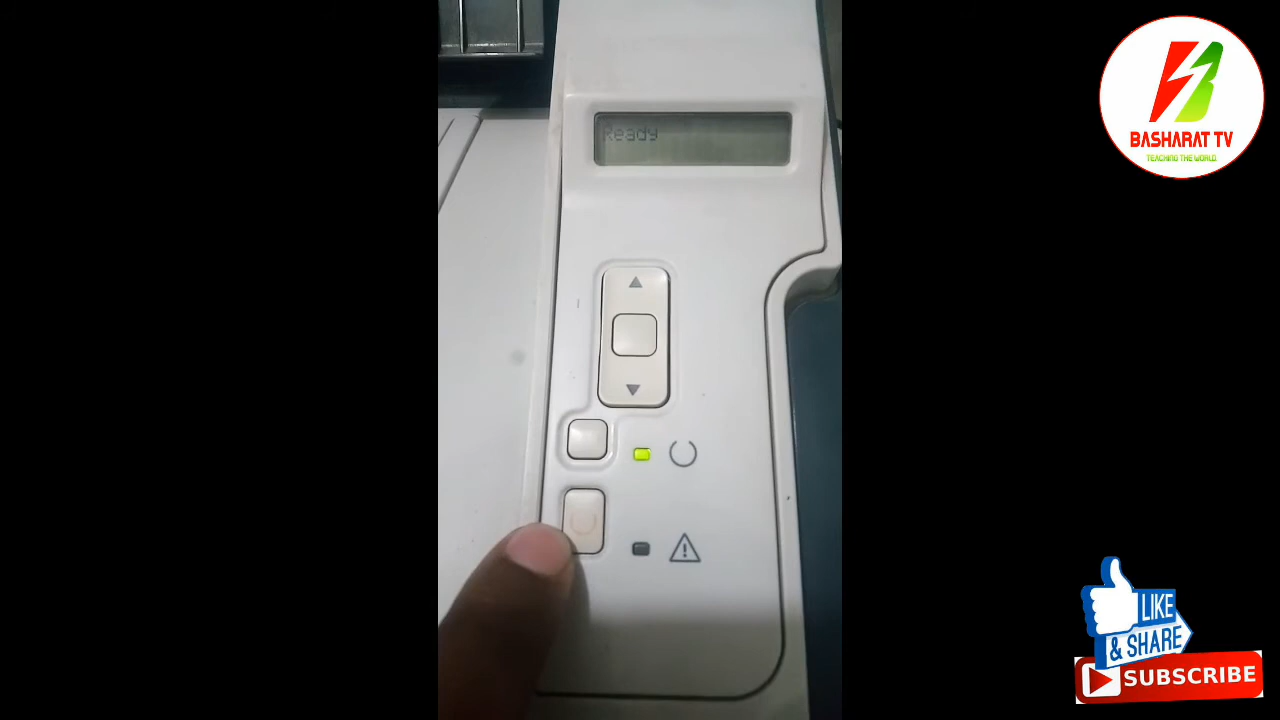 Ready
BASHARAT TV
TEACHING THE WORLD
LIKE
& SHARE
SUBSCRIBE